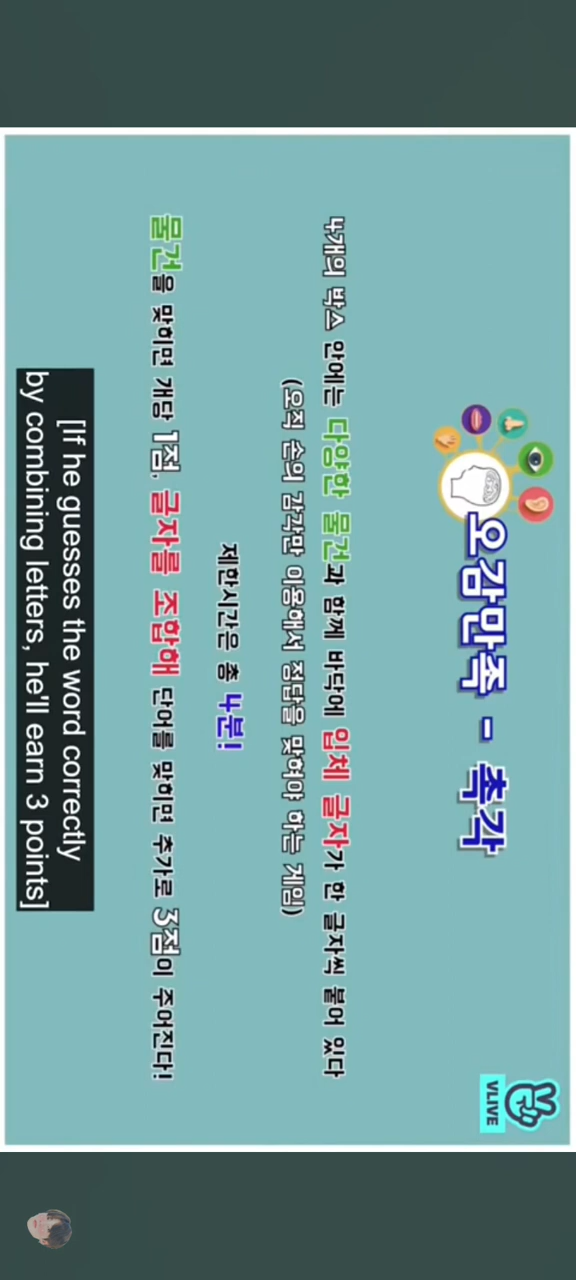 오감만족 - 촉각
VLIVE
4개의 박스 안에는 다양한 물건과 함께 바닥에 입체 글자가 한 글자씩 붙어 있다
(오직 손의 감각만 이용해서 정답을 맞혀야 하는 게임)
제한시간은 총 4분!
물건을 맞히면 개당 1점, 글자를 조합해 단어를 맞히면 추가로 3점이 주어진다!
[If he guesses the word correctly
by combining letters, he'll earn 3 points]